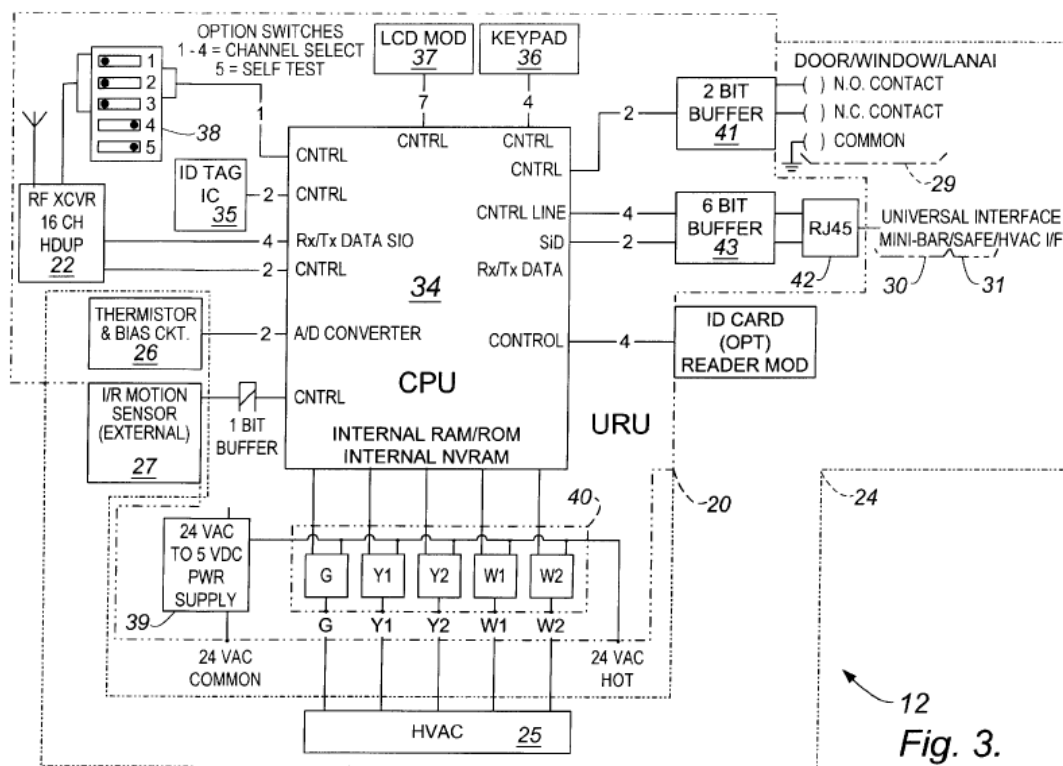 OPTION SWITCHES
1 - 4 = CHANNEL SELECT
5 = SELF TEST
1
2
3
4
5
38
LCD MOD
37
KEYPAD
36
DOOR/WINDOW/LANAI
( ) N.O. CONTACT
( ) N.C. CONTACT
( ) COMMON
29
2 BIT
BUFFER
41
2
7
4
1
CNTRL
CNTRL
CNTRL
CNTRL
ID TAG
IC
35
2
CNTRL
RF XCVR
16 CH
HDUP
22
4
Rx/Tx DATA SIO
2
CNTRL
CNTRL LINE
4
SiD
2
Rx/Tx DATA
6 BIT
BUFFER
43
RJ45
42
UNIVERSAL INTERFACE
MINI-BAR/SAFE/HVAC I/F
30
31
34
THERMISTOR
& BIAS CKT.
26
2
A/D CONVERTER
CONTROL
4
ID CARD
(OPT)
READER MOD
CPU
I/R MOTION
SENSOR
(EXTERNAL)
27
1 BIT
BUFFER
CNTRL
URU
INTERNAL RAM/ROM
INTERNAL NVRAM
40
20
24
24 VAC
TO 5 VDC
PWR
SUPPLY
39
G
Y1
Y2
W1
W2
G
Y1
Y2
W1
W2
24 VAC
COMMON
24 VAC
HOT
HVAC
25
12
Fig. 3.